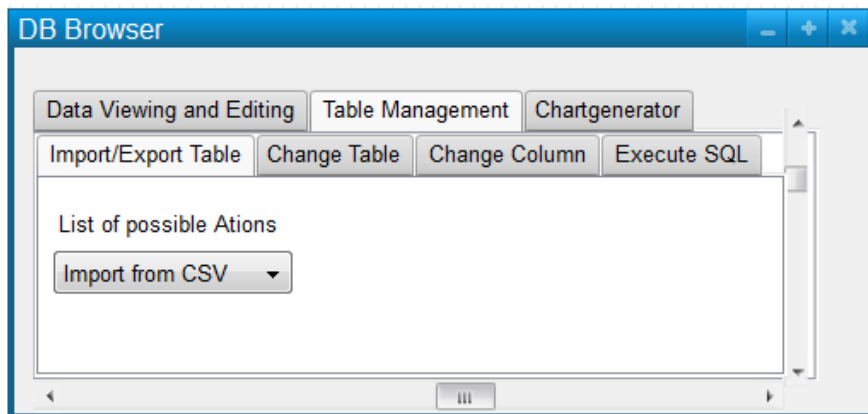 DB Browser
Data Viewing and Editing Table Management Chartgenerator
Import/Export Table Change Table Change Column Execute SQL
List of possible Ations
Import from CSV